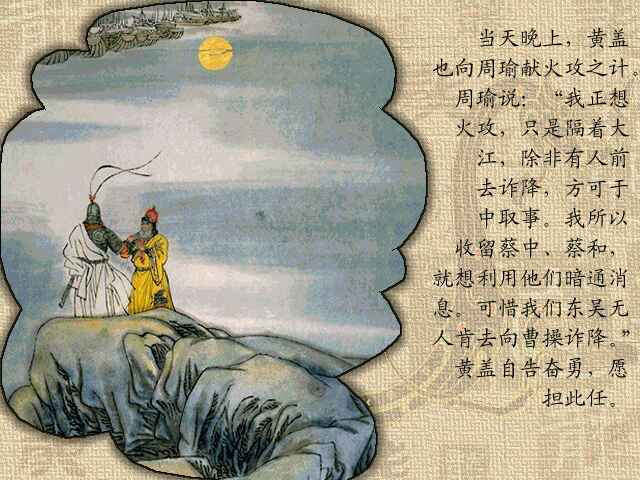 当天晚上，黄盖
也向周瑜献火攻之计。
周瑜说：“我正想
火攻，只是隔着大
江，除非有人前
去诈降，方可于
中取事。我所以
收留蔡中、蔡和，
就想利用他们暗通消
息。可惜我们东吴无
人肯去向曹操诈降。”
黄盖自告奋勇，愿
担此任。